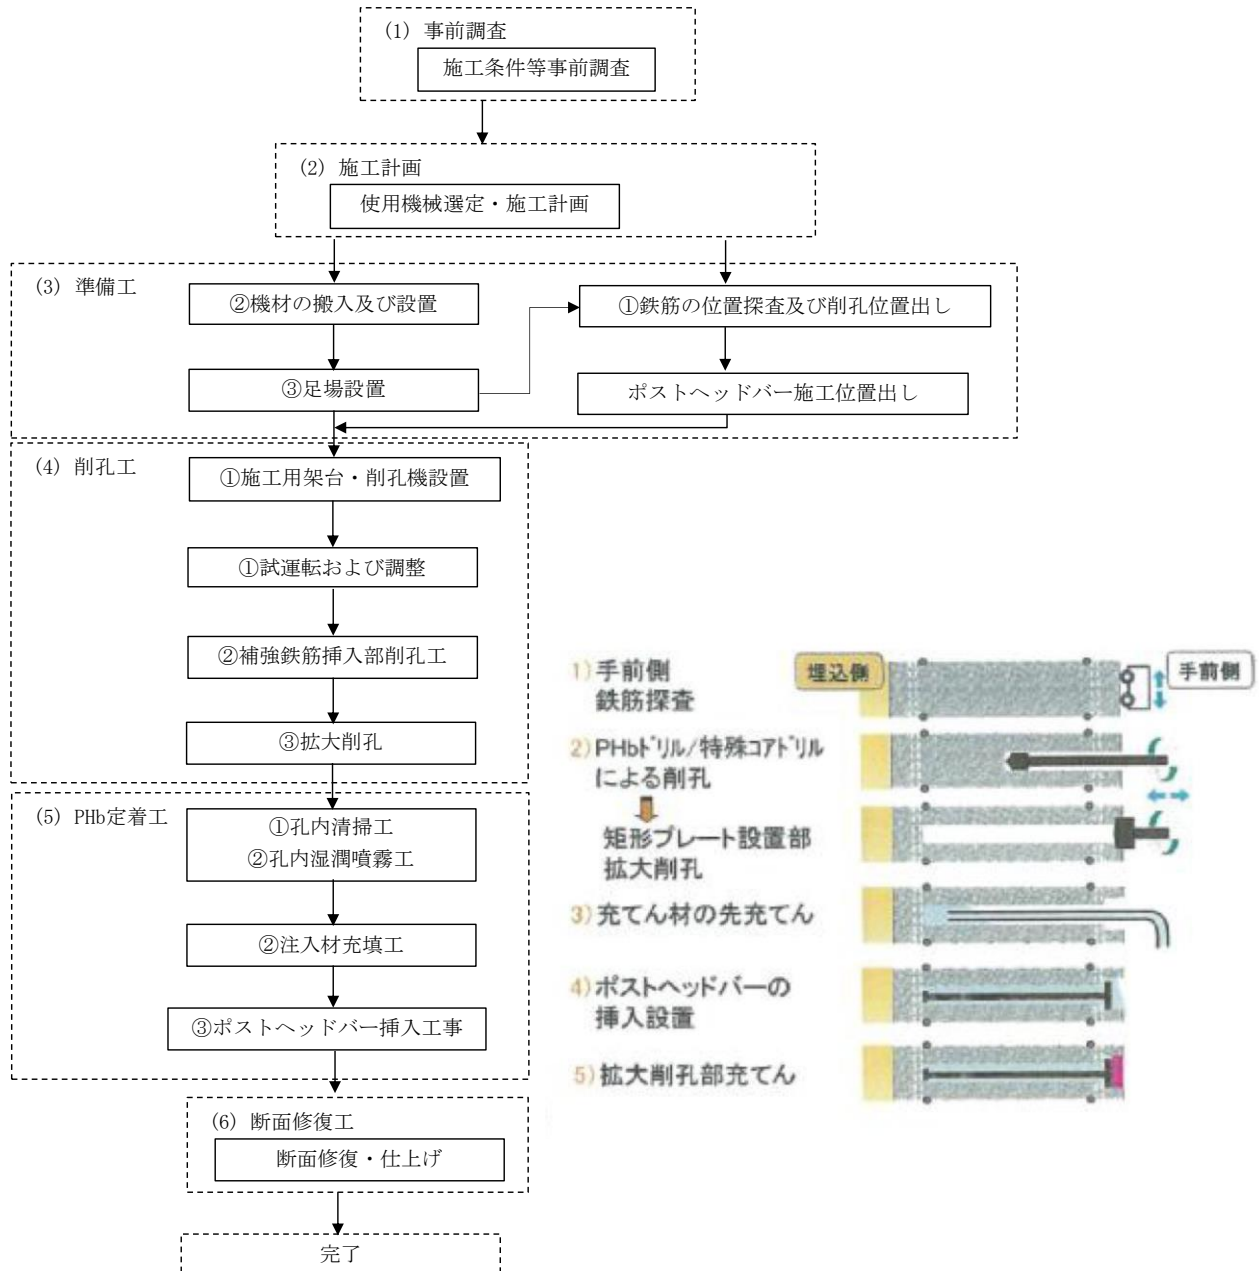 (1) 事前調査
施工条件等事前調査
(2) 施工計画
使用機械選定・施工計画
(3) 準備工
②機材の搬入及び設置
①鉄筋の位置探査及び削孔位置出し
③足場設置
ポストヘッドバー施工位置出し
(4) 削孔工
①施工用架台・削孔機設置
①試運転および調整
②補強鉄筋挿入部削孔工
③拡大削孔
(5) PHb定着工
①孔内清掃工
②孔内湿潤噴霧工
②注入材充填工
③ポストヘッドバー挿入工事
(6) 断面修復工
断面修復・仕上げ
完了
1)手前側
鉄筋探査
埋込側
手前側
2)PHbドリル/特殊コアドリル
による削孔
矩形プレート設置部
拡大削孔
3)充てん材の先充てん
4)ポストヘッドバーの
挿入設置
5)拡大削孔部充てん